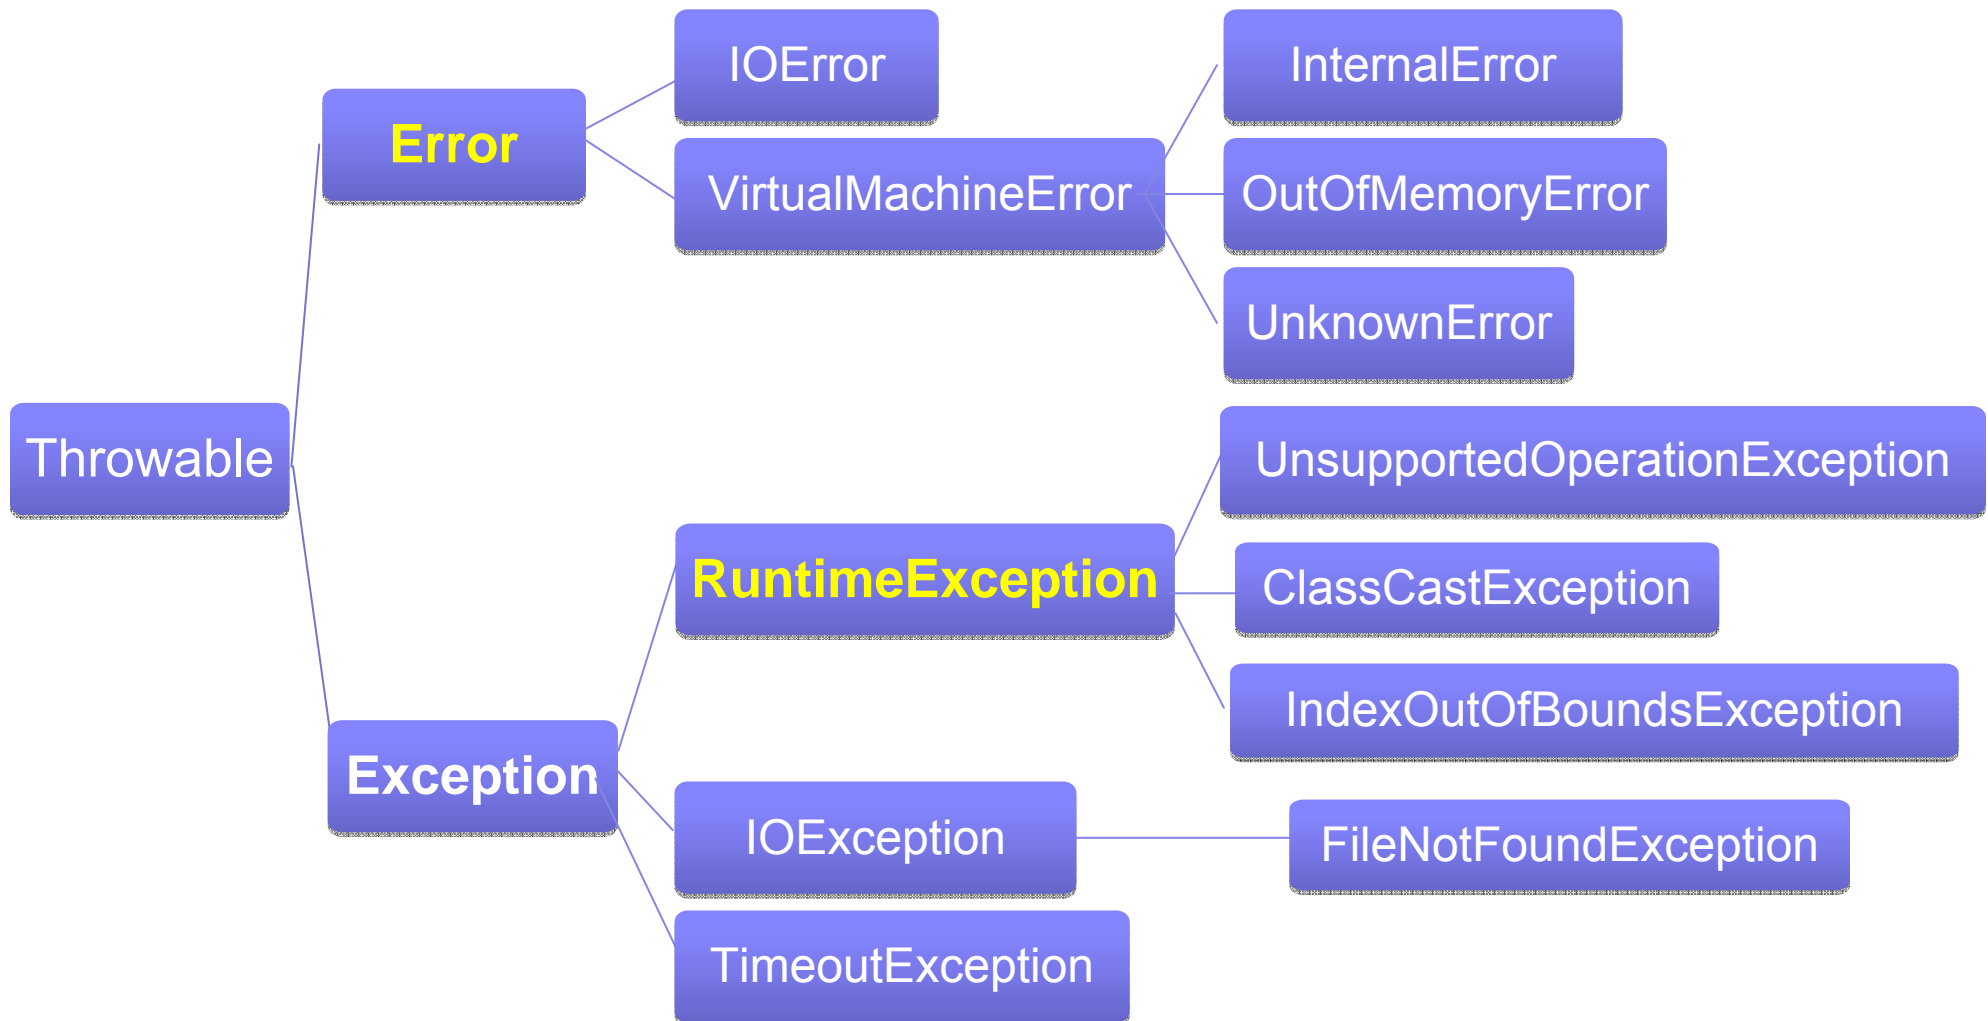 IOError
InternalError
Error
VirtualMachineError
OutOfMemoryError
UnknownError
Throwable
UnsupportedOperationException
RuntimeException
ClassCastException
IndexOutOfBoundsException
Exception
IOException
FileNotFoundException
TimeoutException